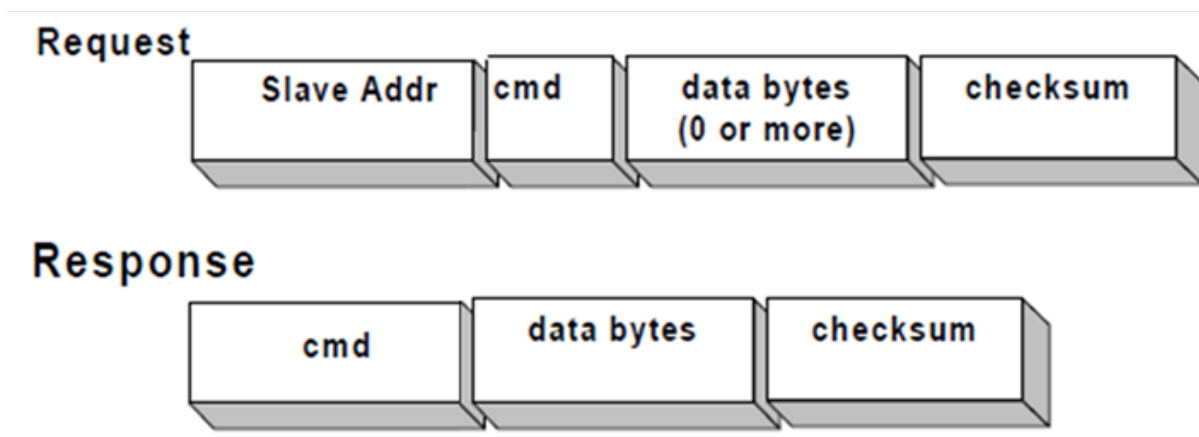 Request
Slave Addr
cmd
data bytes
(0 or more)
checksum
Response
cmd
data bytes
checksum